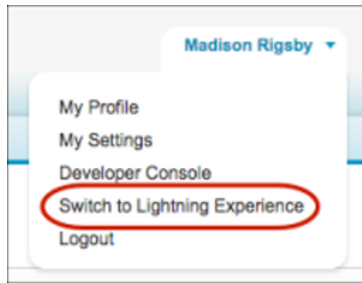 Madison Rigsby
My Profile
My Settings
Developer Console
Switch to Lightning Experience
Logout